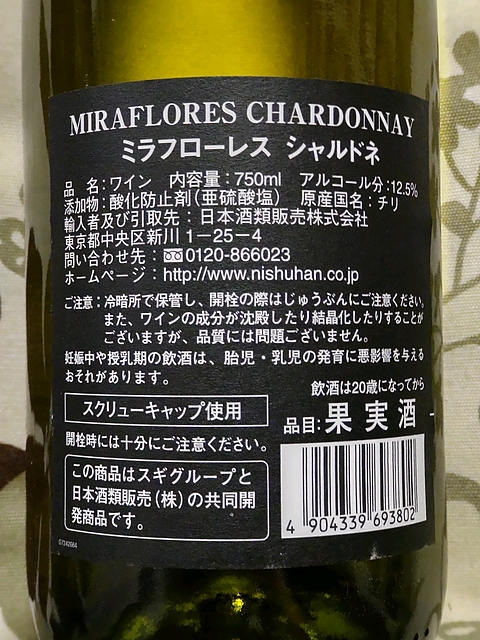 MIRAFLORES CHARDONNAY
ミラフローレス シャルドネ
品 名:ワイン 内容量:750ml アルコール分:12.5%
添加物:酸化防止剤(亜硫酸塩) 原産国名:チリ
輸入者及び引取先:日本酒類販売株式会社
東京都中央区新川1-25-4
問い合わせ先:0120-866023
ホームページ:http://www.nishuhan.co.jp
ご注意:冷暗所で保管し、開栓の際はじゅうぶんにご注意ください。
また、ワインの成分が沈殿したり結晶化したりすることが
ございますが、品質には問題ございません。
妊娠中や授乳期の飲酒は、胎児・乳児の発育に悪影響を与える
おそれがあります。
飲酒は20歳になってから
スクリューキャップ使用
品目:果実酒
開栓時には十分にご注意ください。
この商品はスギグループと
日本酒類販売(株)の共同開
発商品です。
4 904339 693802